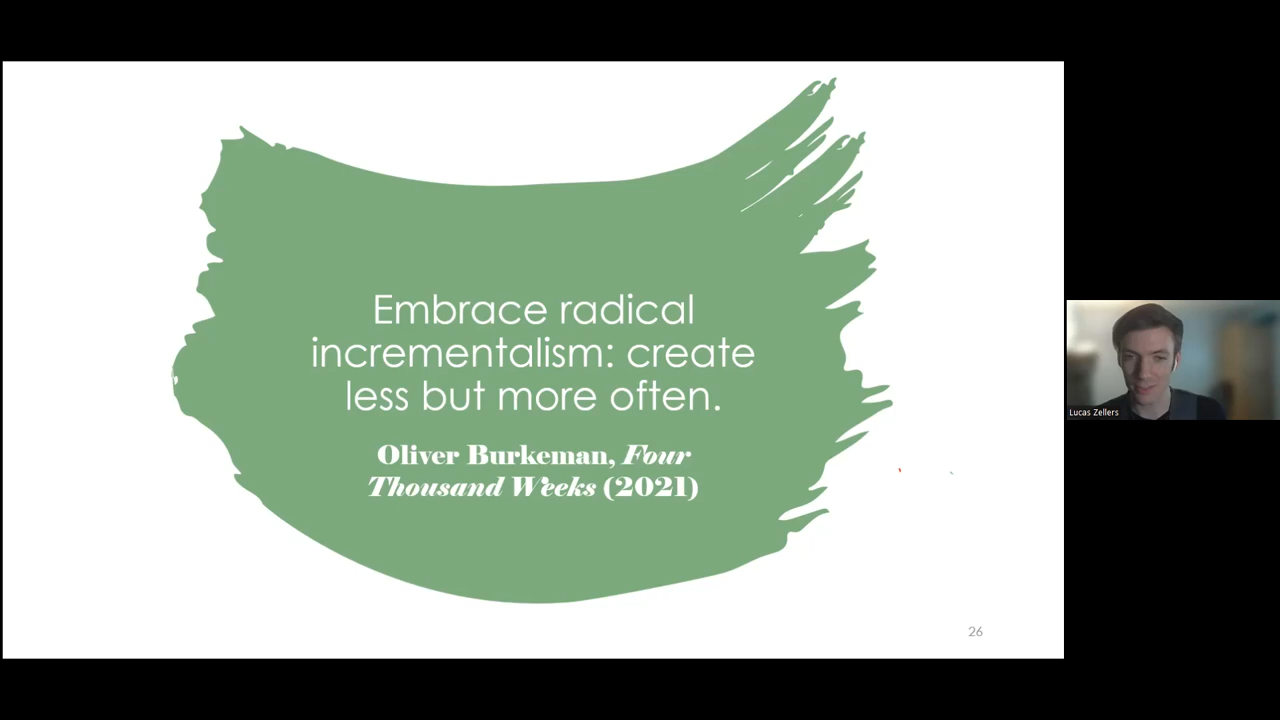 Embrace radical
incrementalism: create
less but more often.
Oliver Burkeman, Four
Thousand Weeks (2021)
Lucas Zellers
26